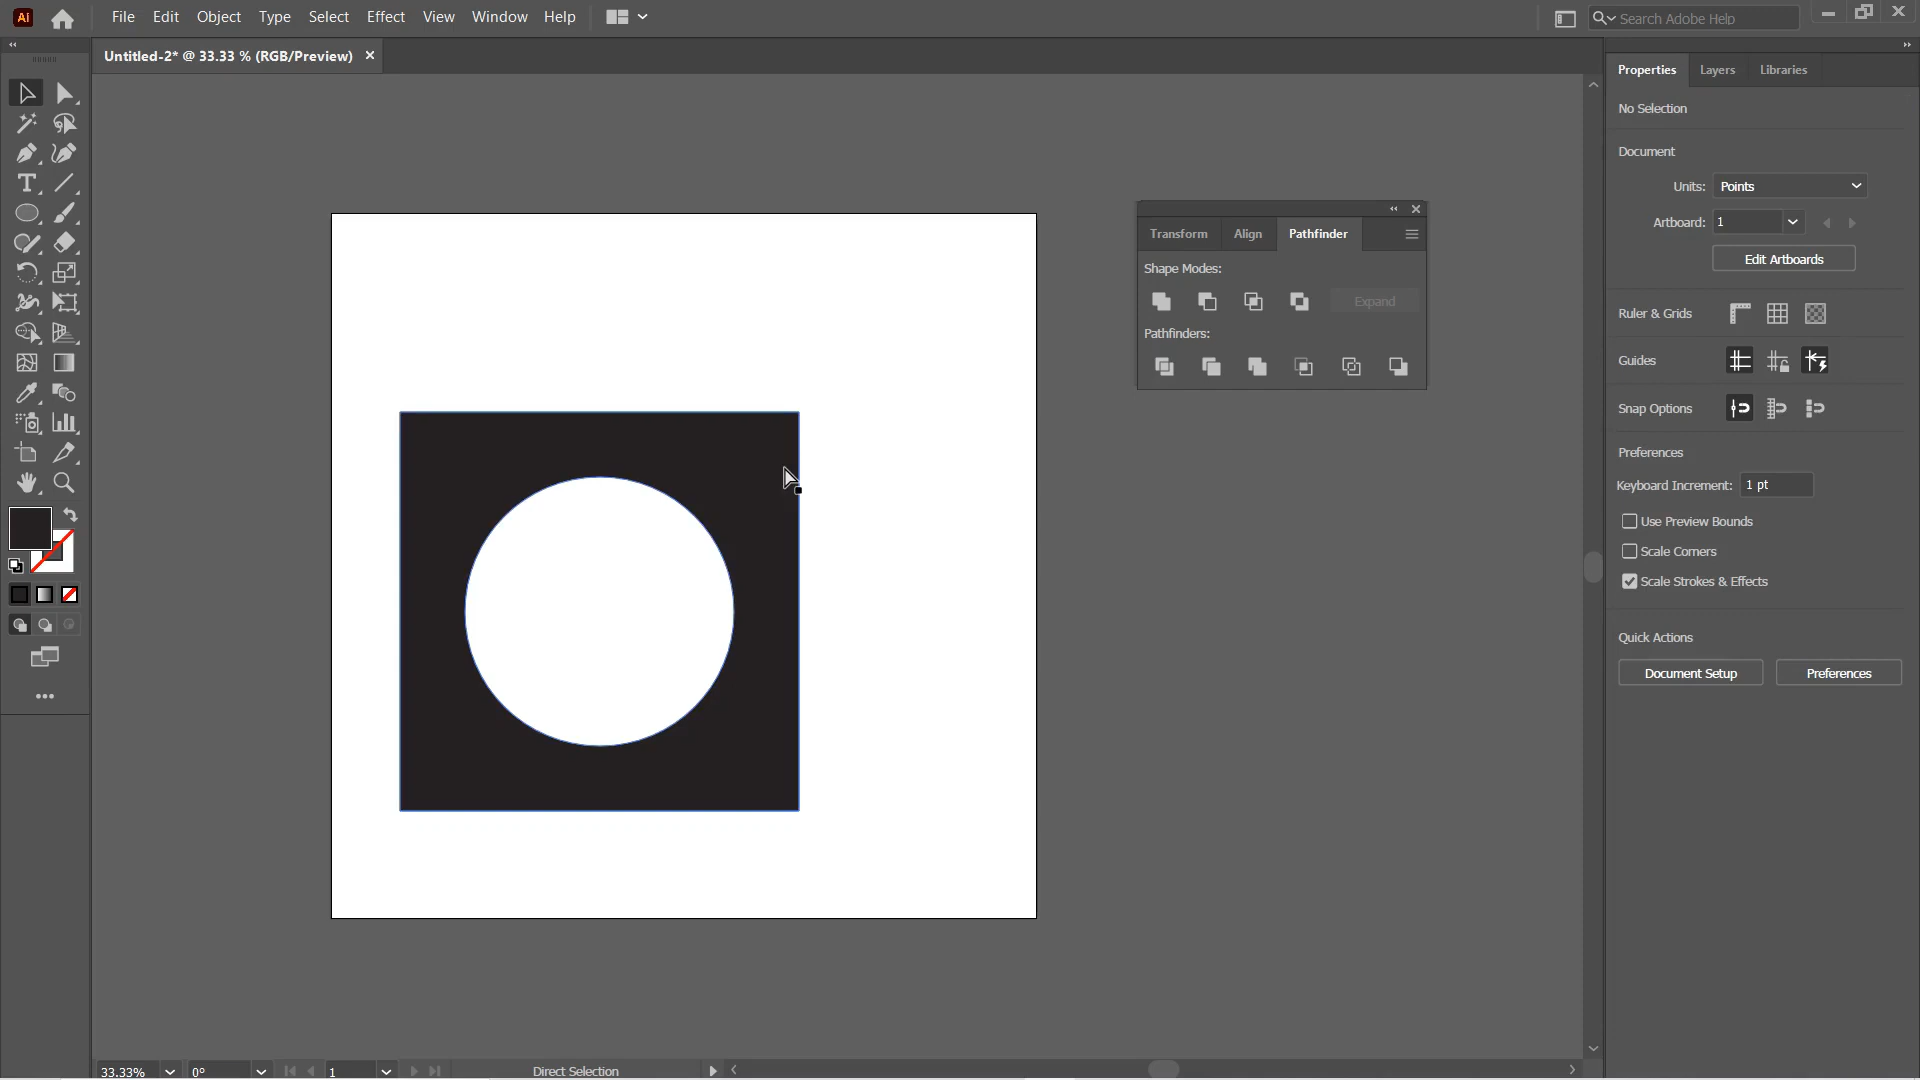 Ai File Edit Object Type Select Effect View Window Help Search Adobe Help
Untitled-2* @ 33.33 % (RGB/Preview)
Properties Layers Libraries
No Selection
Document
Units: Points
Artboard: 1
Edit Artboards
Ruler & Grids
Guides
Snap Options
Preferences
Keyboard Increment: 1 pt
Use Preview Bounds
Scale Corners
Scale Strokes & Effects
Quick Actions
Document Setup Preferences
Transform Align Pathfinder
Shape Modes:
Expand
Pathfinders:
33.33% 0° 1 Direct Selection